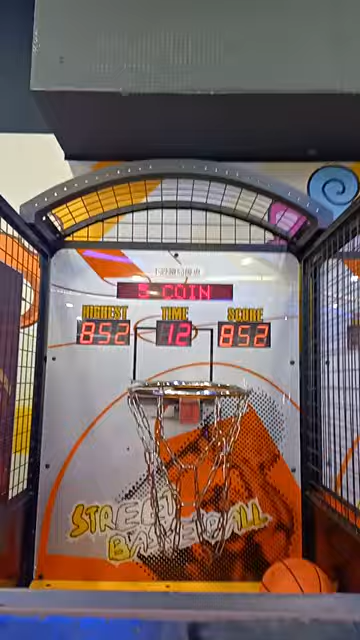 5-COIN
HIGHEST TIME SCORE
852 12 852
STREET
BASKETBALL